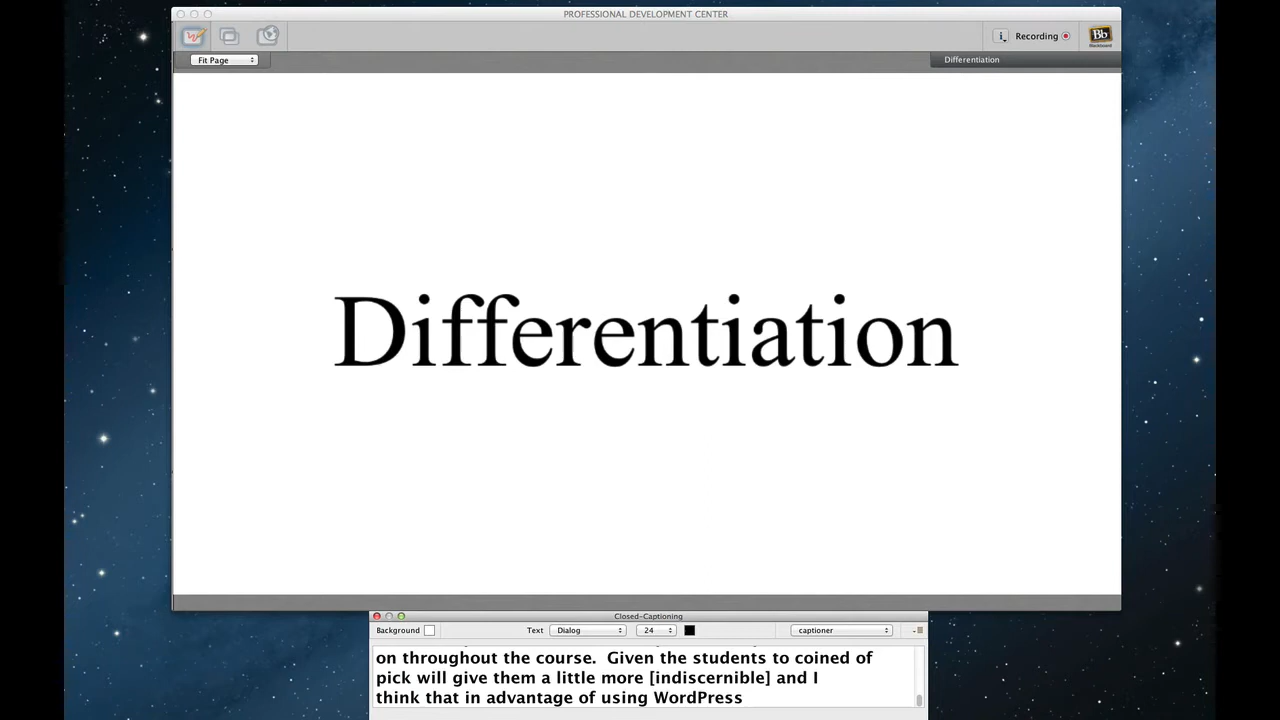 PROFESSIONAL DEVELOPMENT CENTER
Recording
Bb
Blackboard
Fit Page
Differentiation
Differentiation
Closed-Captioning
Background
Text
Dialog
24
captioner
on throughout the course. Given the students to coined of
pick will give them a little more [indiscernible] and I
think that in advantage of using WordPress